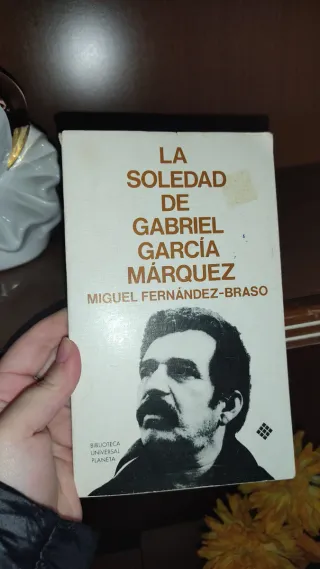 LA
SOLEDAD
DE
GABRIEL
GARCÍA
MÁRQUEZ
MIGUEL FERNÁNDEZ-BRASO
BIBLIOTECA
UNIVERSAL
PLANETA